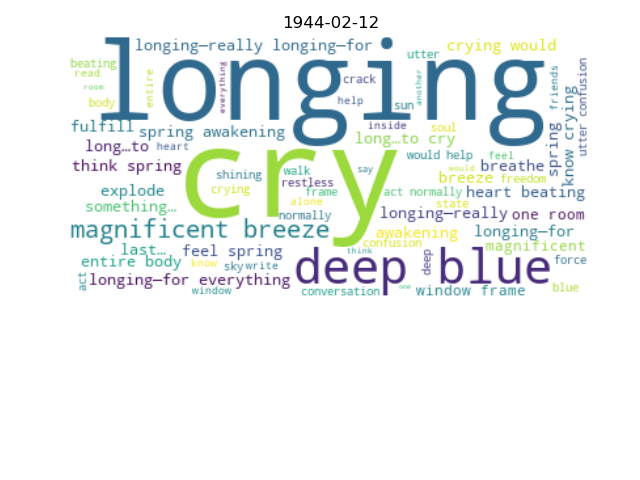 1944-02-12
longing—really longing—for
crying would
utter
longing
beating
read
room
body
entire
everything
crack
help
another
sun
friends
utter confusion
know crying
spring
fulfill
spring awakening
inside
soul
long…to cry
long…to
heart
cry
would help
feel
think spring
shining
walk
say
would
breathe
restless
breeze
freedom
explode
crying
frame
act normally
heart beating
something…
alone
state
normally
longing—really
one room
magnificent breeze
awakening
longing—for
confusion
last…
feel spring
think
magnificent
entire body
know
sky
write
deep blue
deep
force
act
longing—for everything
window
conversation
one
window frame
blue